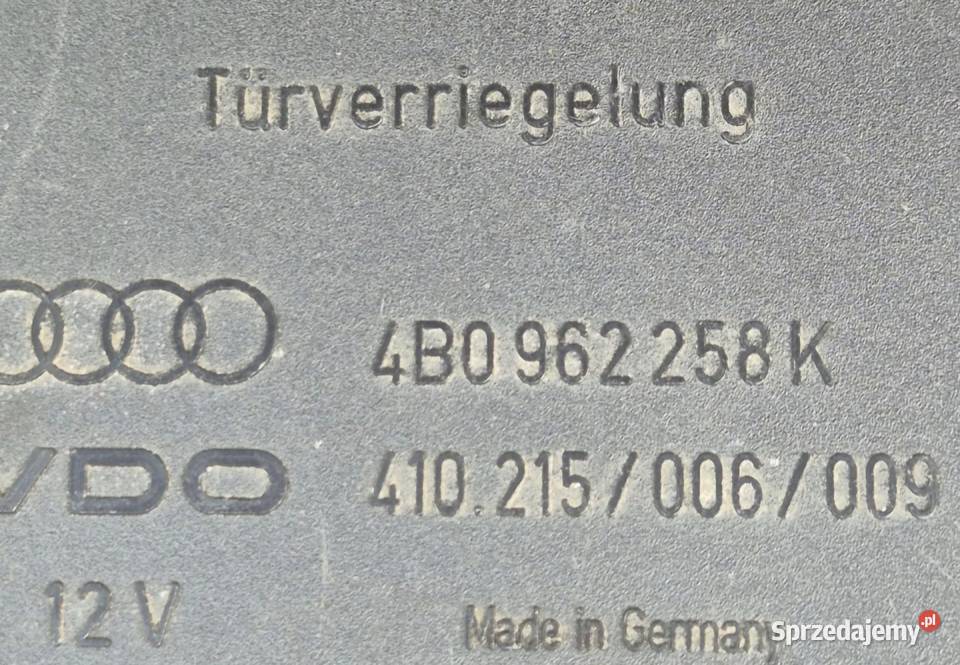 Türverriegelung
4B0 962 258 K
VDO 410.215/006/009
12 V
Made in Germany
Sprzedajemy.pl